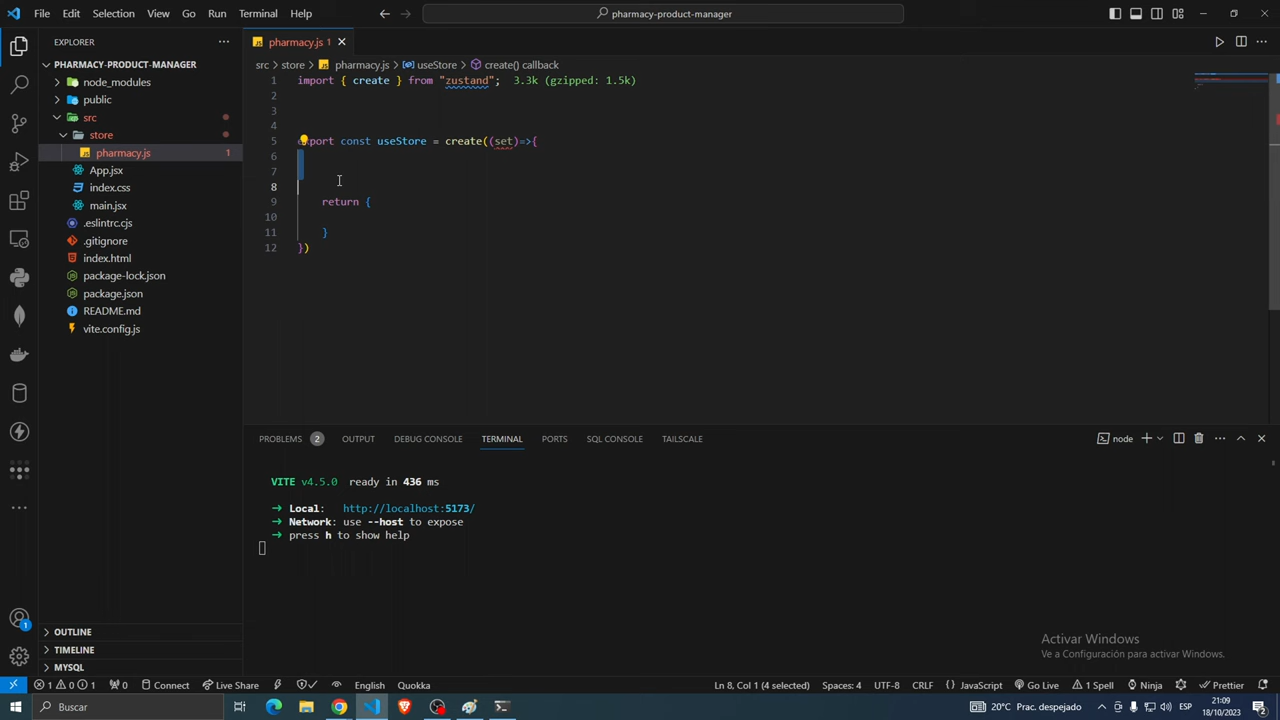 File Edit Selection View Go Run Terminal Help
pharmacy-product-manager
EXPLORER
pharmacy.js 1
PHARMACY-PRODUCT-MANAGER
node_modules
public
src
store
pharmacy.js 1
App.jsx
index.css
main.jsx
.eslintrc.cjs
.gitignore
index.html
package-lock.json
package.json
README.md
vite.config.js
OUTLINE
TIMELINE
MYSQL
src > store > pharmacy.js > useStore > create() callback
1 import { create } from "zustand"; 3.3k (gzipped: 1.5k)
2
3
4
5 export const useStore = create((set)=>{
6
7
8
9 return {
10
11 }
12 })
PROBLEMS 2 OUTPUT DEBUG CONSOLE TERMINAL PORTS SQL CONSOLE TAILSCALE
node
VITE v4.5.0 ready in 436 ms
➜ Local: http://localhost:5173/
➜ Network: use --host to expose
➜ press h to show help
Activar Windows
Ve a Configuración para activar Windows.
1 0 1 0 Connect Live Share English Quokka Ln 8, Col 1 (4 selected) Spaces: 4 UTF-8 CRLF {} JavaScript Go Live 1 Spell Ninja Prettier
Buscar
20°C Prac. despejado
ESP
21:09
18/10/2023
2